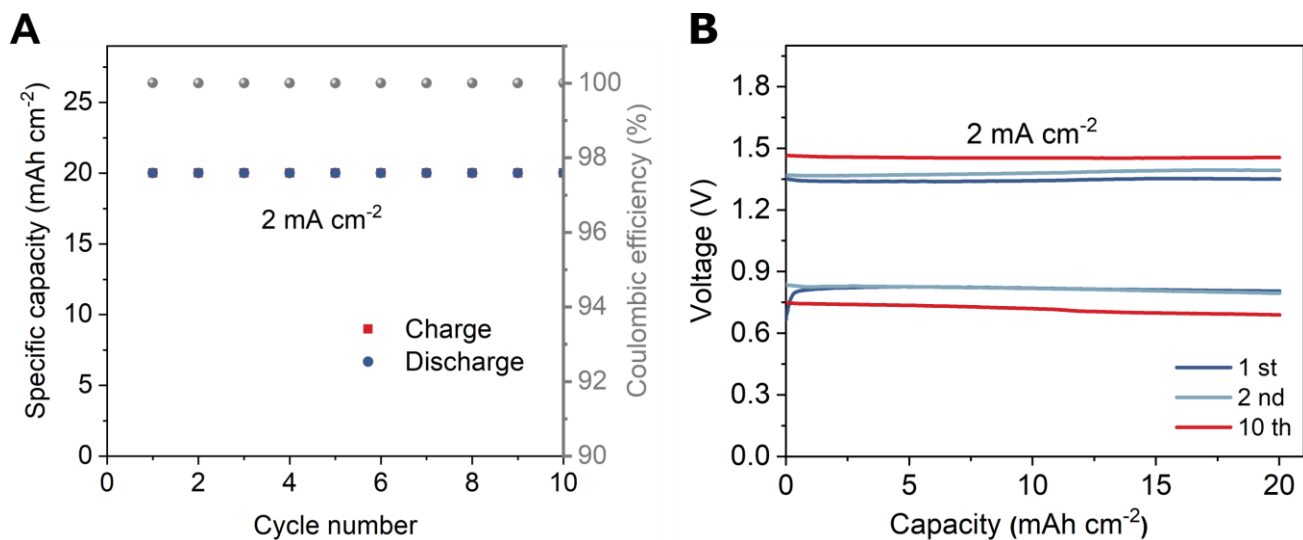 A
Specific capacity (mAh cm⁻²)
25
20
15
10
5
0
2 mA cm⁻²
Charge
Discharge
0
2
4
6
8
10
Cycle number
100
98
96
94
92
90
Coulombic efficiency (%)
B
Voltage (V)
1.8
1.5
1.2
0.9
0.6
0.3
0.0
2 mA cm⁻²
1 st
2 nd
10 th
0
5
10
15
20
Capacity (mAh cm⁻²)